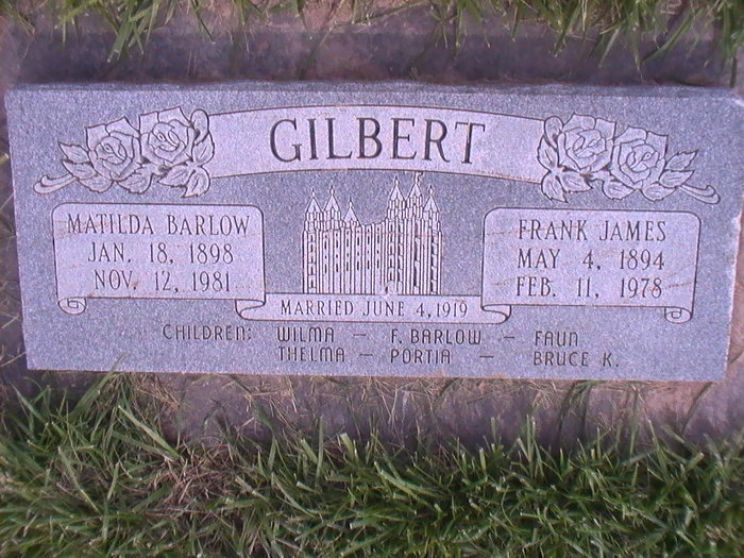 GILBERT
MATILDA BARLOW
JAN. 18, 1898
NOV. 12, 1981
FRANK JAMES
MAY 4, 1894
FEB. 11, 1978
MARRIED JUNE 4, 1919
CHILDREN: WILMA — F. BARLOW — FAUN
THELMA — PORTIA — BRUCE K.